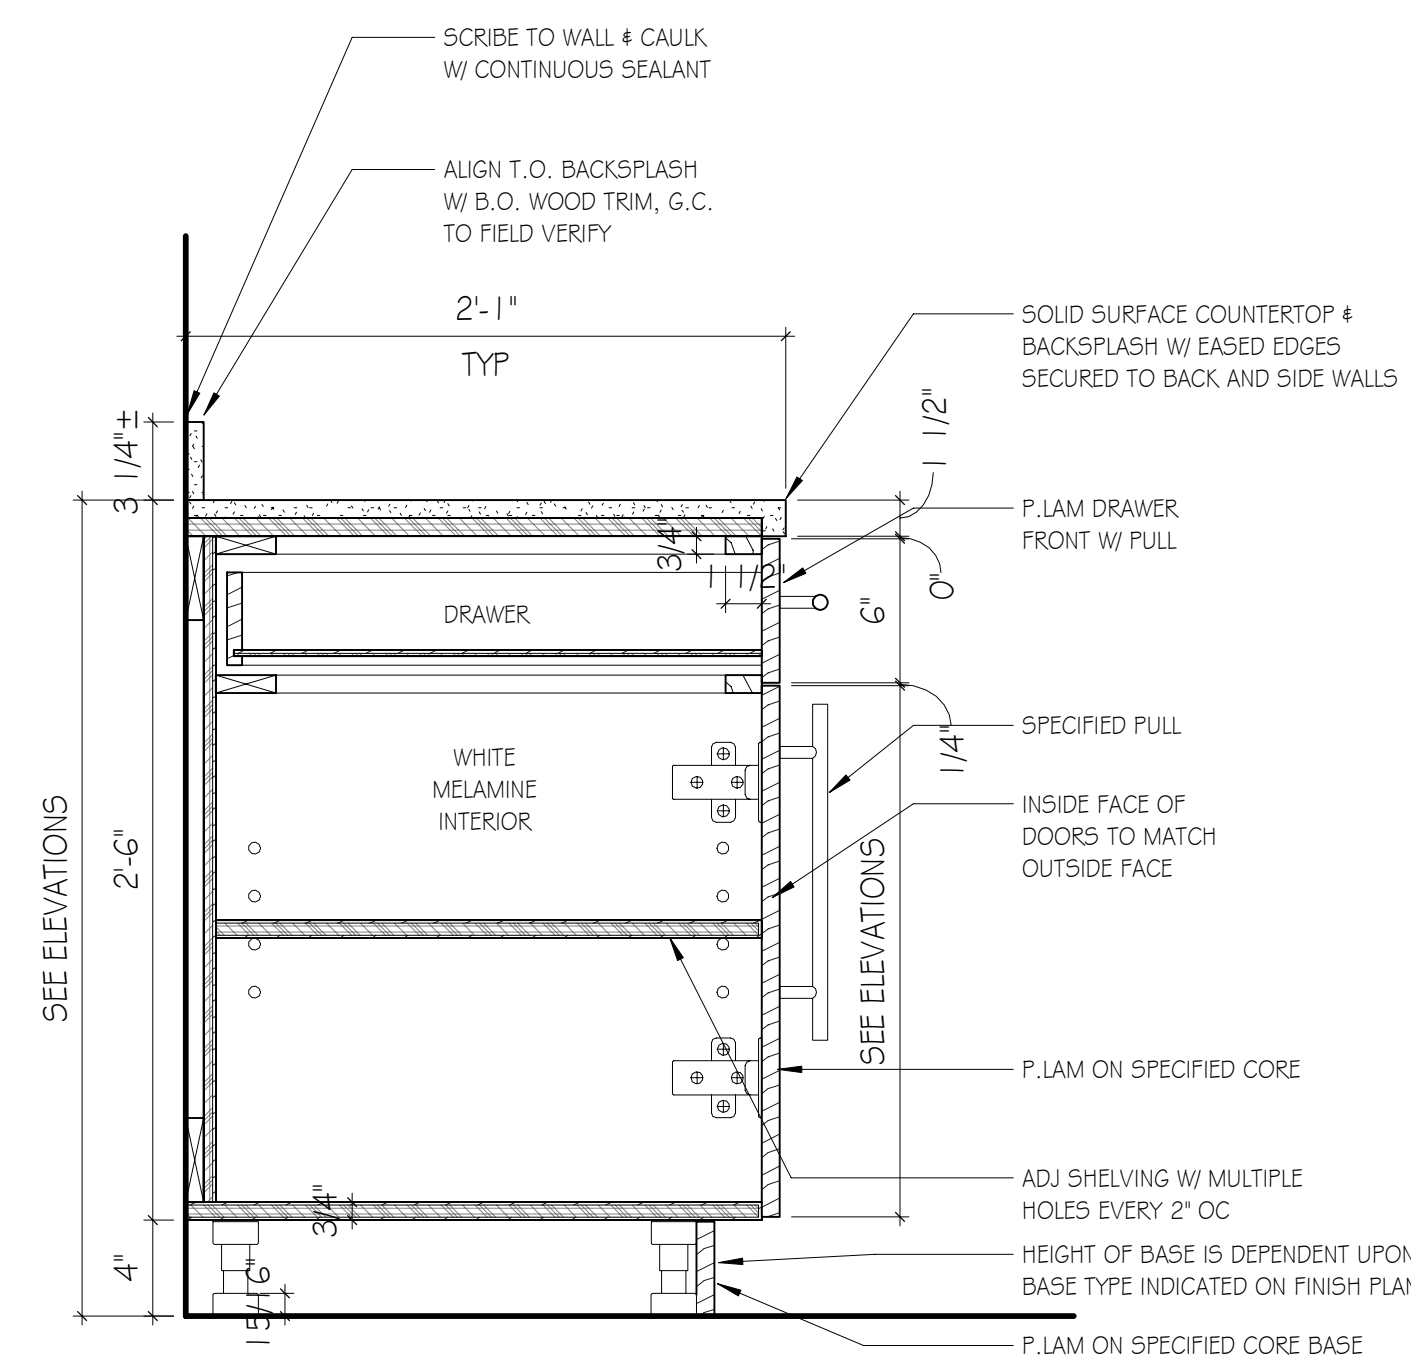 SCRIBE TO WALL & CAULK
W/ CONTINUOUS SEALANT
ALIGN T.O. BACKSPLASH
W/ B.O. WOOD TRIM, G.C.
TO FIELD VERIFY
2'-1"
TYP
SOLID SURFACE COUNTERTOP &
BACKSPLASH W/ EASED EDGES
SECURED TO BACK AND SIDE WALLS
3 1/4"±
1 1/2"
P.LAM DRAWER
FRONT W/ PULL
3/4"
1 1/2"
0"
6"
DRAWER
SPECIFIED PULL
1/4"
WHITE
MELAMINE
INTERIOR
INSIDE FACE OF
DOORS TO MATCH
OUTSIDE FACE
SEE ELEVATIONS
2'-6"
SEE ELEVATIONS
P.LAM ON SPECIFIED CORE
ADJ SHELVING W/ MULTIPLE
HOLES EVERY 2" OC
3/4"
HEIGHT OF BASE IS DEPENDENT UPON
BASE TYPE INDICATED ON FINISH PLAN
4"
15/16"
P.LAM ON SPECIFIED CORE BASE